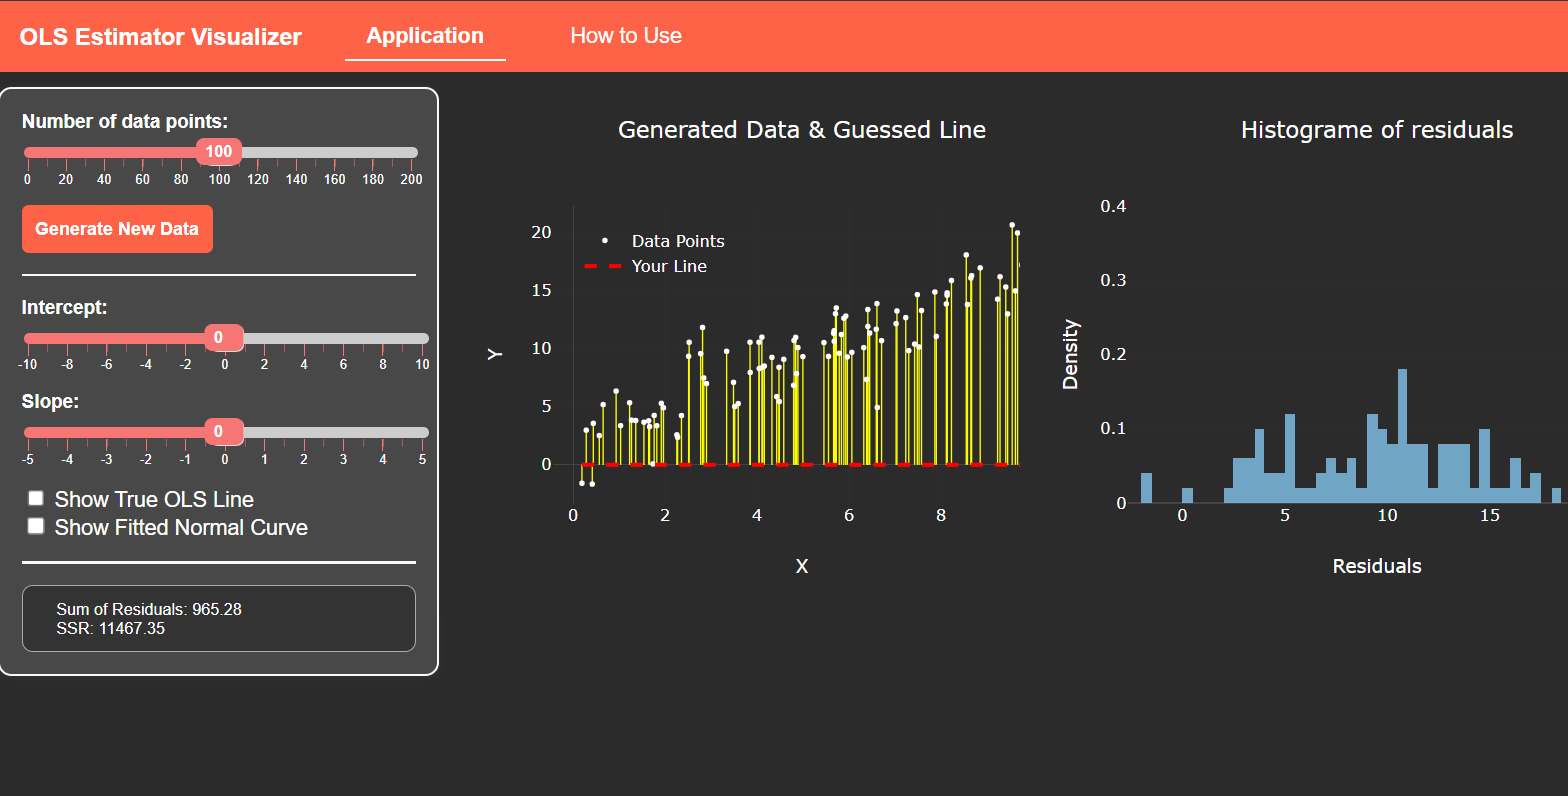 OLS Estimator Visualizer Application How to Use
Number of data points:
100
0 20 40 60 80 100 120 140 160 180 200
Generate New Data
Intercept:
0
-10 -8 -6 -4 -2 0 2 4 6 8 10
Slope:
0
-5 -4 -3 -2 -1 0 1 2 3 4 5
Show True OLS Line
Show Fitted Normal Curve
Sum of Residuals: 965.28
SSR: 11467.35
Generated Data & Guessed Line
Data Points
Your Line
20
15
10
5
0
Y
0 2 4 6 8
X
Histograme of residuals
0.4
0.3
0.2
0.1
0
Density
0 5 10 15
Residuals